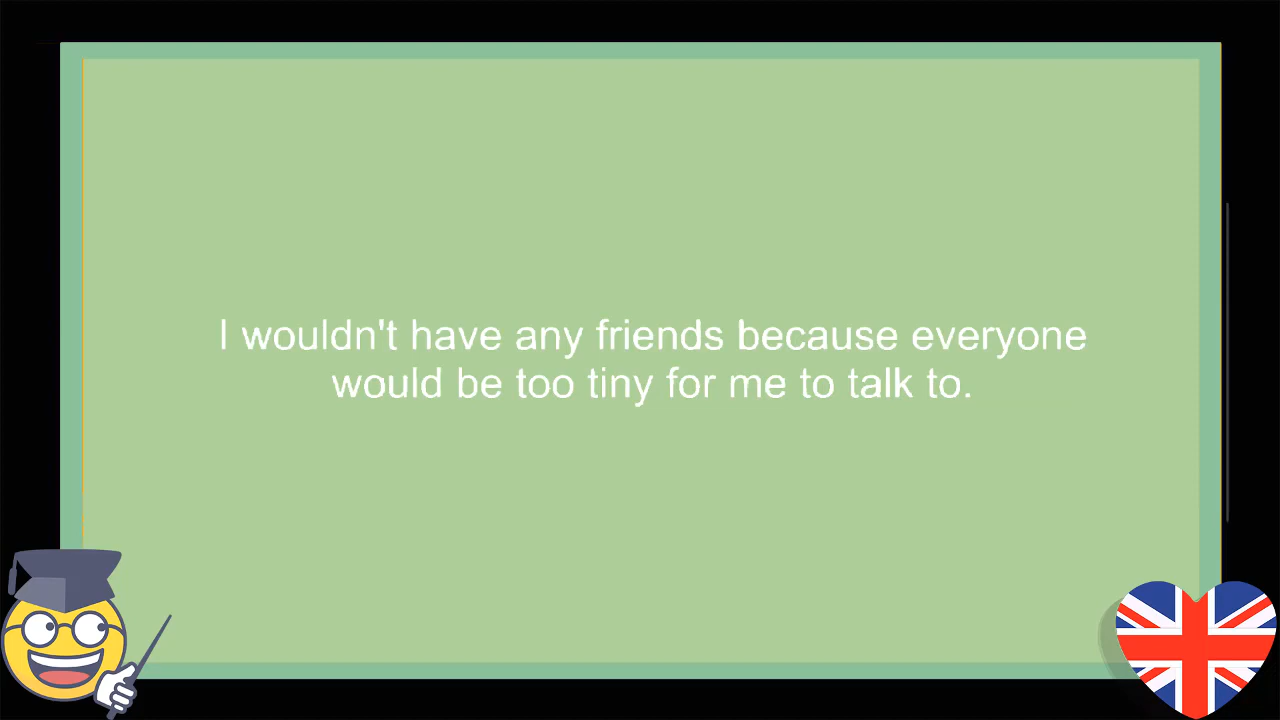 I wouldn't have any friends because everyone
would be too tiny for me to talk to.